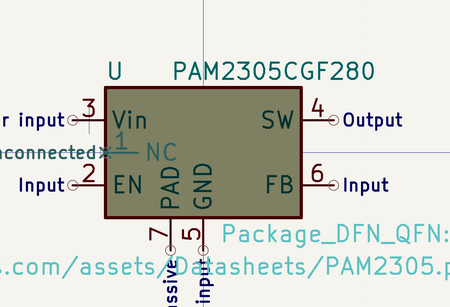 U PAM2305CGF280
r input 3 Vin SW 4 Output
nconnected 1 NC
Input 2 EN PAD GND FB 6 Input
7 5
Package_DFN_QFN:
s.com/assets/Datasheets/PAM2305.p
ssive input